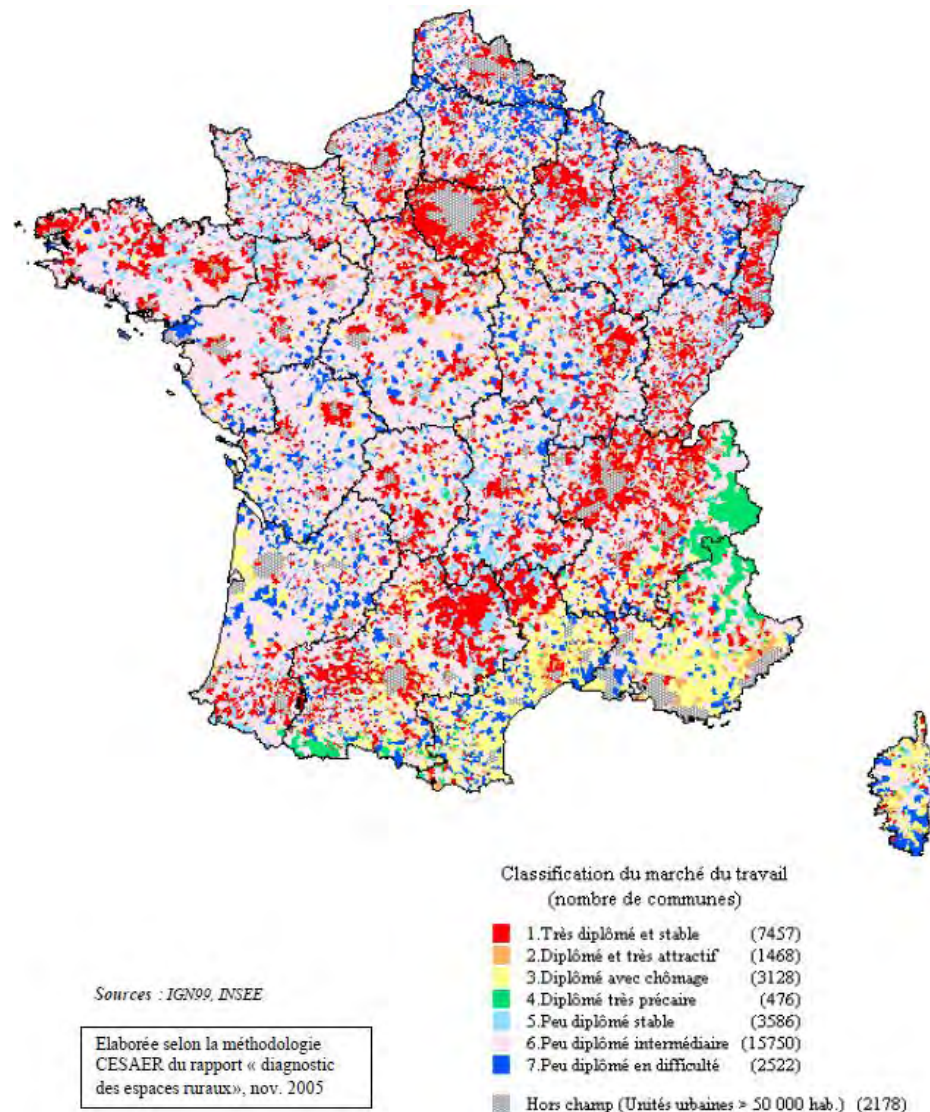 Classification du marché du travail
(nombre de communes)
1.Très diplômé et stable (7457)
2.Diplômé et très attractif (1468)
3.Diplômé avec chômage (3128)
4.Diplômé très précaire (476)
5.Peu diplômé stable (3586)
6.Peu diplômé intermédiaire (15750)
7.Peu diplômé en difficulté (2522)
Hors champ (Unités urbaines > 50 000 hab.) (2178)
Sources : IGN99, INSEE
Elaborée selon la méthodologie
CESAER du rapport « diagnostic
des espaces ruraux», nov. 2005